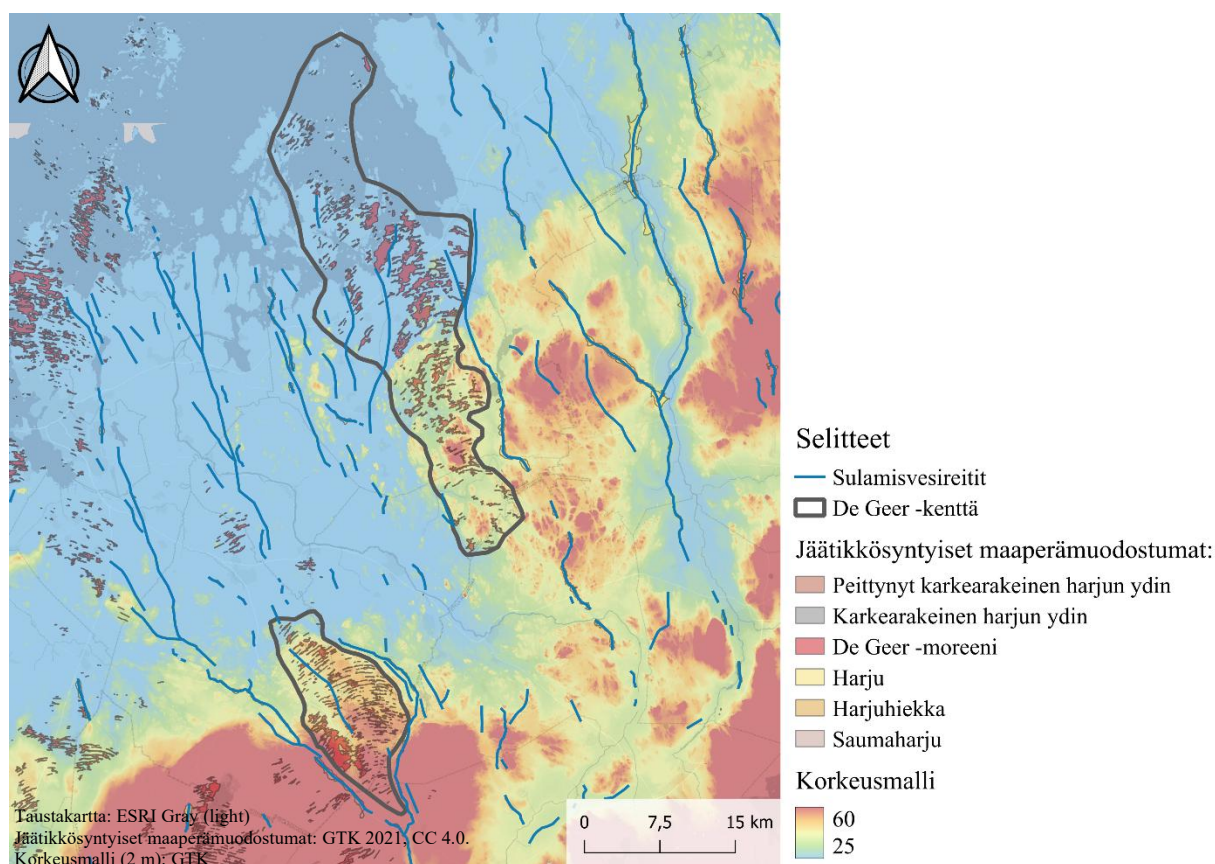 Selitteet
Sulamisvesireitit
De Geer -kenttä
Jäätikkösyntyiset maaperämuodostumat:
Peittynyt karkearakeinen harjun ydin
Karkearakeinen harjun ydin
De Geer -moreeni
Harju
Harjuhiekka
Saumaharju
Korkeusmalli
60
25
Taustakartta: ESRI Gray (light)
Jäätikkösyntyiset maaperämuodostumat: GTK 2021, CC 4.0.
Korkeusmalli (2 m): GTK
0 7,5 15 km